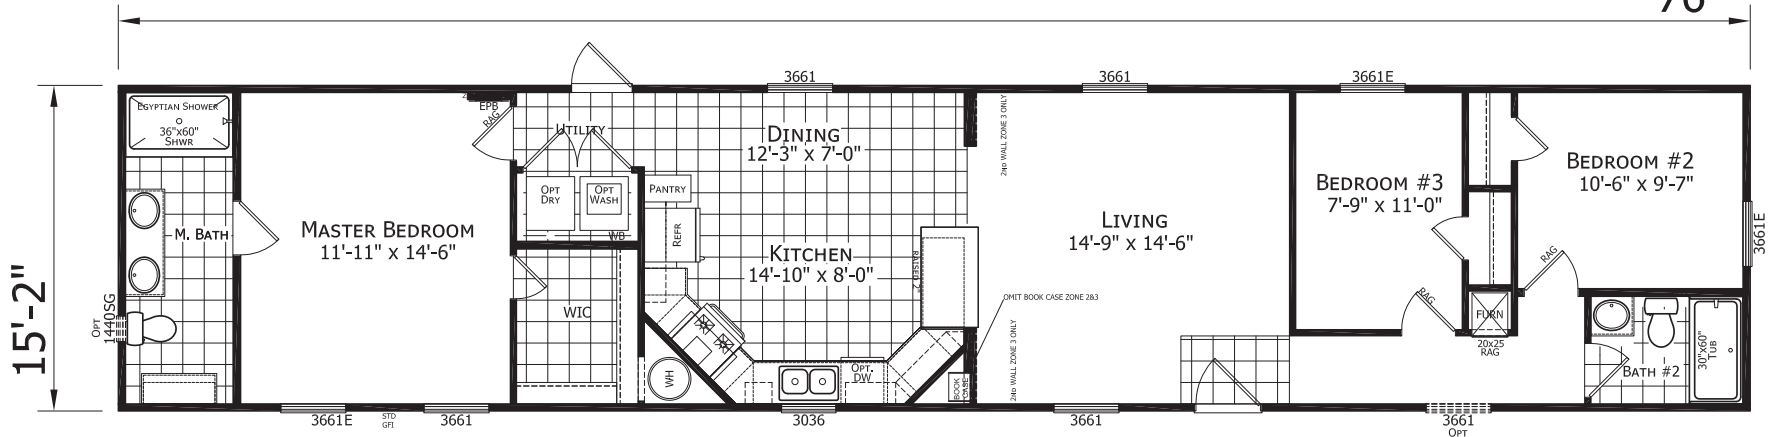 76
3661
3661
3661E
EGYPTIAN SHOWER
36"x60"
SHWR
EPB
RAG
UTILITY
DINING
12'-3" x 7'-0"
2ND WALL ZONE 3 ONLY
BEDROOM #2
10'-6" x 9'-7"
BEDROOM #3
7'-9" x 11'-0"
OPT
DRY
OPT
WASH
PANTRY
M. BATH
MASTER BEDROOM
11'-11" x 14'-6"
WB
REFR
KITCHEN
14'-10" x 8'-0"
RAISED 2"
LIVING
14'-9" x 14'-6"
3661E
RAG
15'-2"
OPT
1440SG
WIC
OMIT BOOK CASE ZONE 2&3
RAG
FURN
20x25
RAG
2ND WALL ZONE 3 ONLY
WH
OPT.
DW
BOOK
CASE
BATH #2
30"x60"
TUB
3661E
STD
GFI
3661
3036
3661
3661
OPT